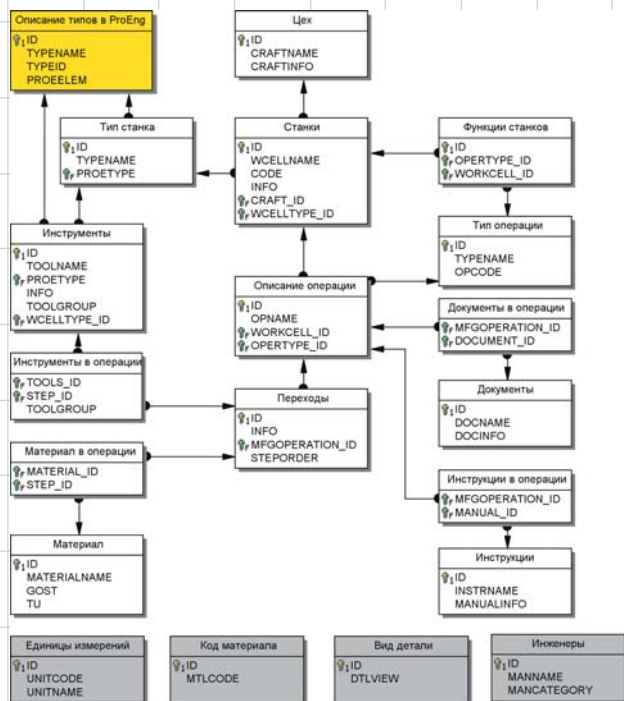 Описание типов в ProEng
ID
TYPENAME
TYPEID
PROEELEM
Цех
ID
CRAFTNAME
CRAFTINFO
Тип станка
ID
TYPENAME
PROETYPE
Станки
ID
WCELLNAME
CODE
INFO
CRAFT_ID
WCELLTYPE_ID
Функции станков
ID
OPERTYPE_ID
WORKCELL_ID
Инструменты
ID
TOOLNAME
PROETYPE
INFO
TOOLGROUP
WCELLTYPE_ID
Тип операции
ID
TYPENAME
OPCODE
Описание операции
ID
OPNAME
WORKCELL_ID
OPERTYPE_ID
Документы в операции
MFGOPERATION_ID
DOCUMENT_ID
Инструменты в операции
TOOLS_ID
STEP_ID
TOOLGROUP
Переходы
ID
INFO
MFGOPERATION_ID
STEPORDER
Документы
ID
DOCNAME
DOCINFO
Материал в операции
MATERIAL_ID
STEP_ID
Инструкции в операции
MFGOPERATION_ID
MANUAL_ID
Материал
ID
MATERIALNAME
GOST
TU
Инструкции
ID
INSTRNAME
MANUALINFO
Единицы измерений
ID
UNITCODE
UNITNAME
Код материала
ID
MTLCODE
Вид детали
ID
DTLVIEW
Инженеры
ID
MANNAME
MANCATEGORY